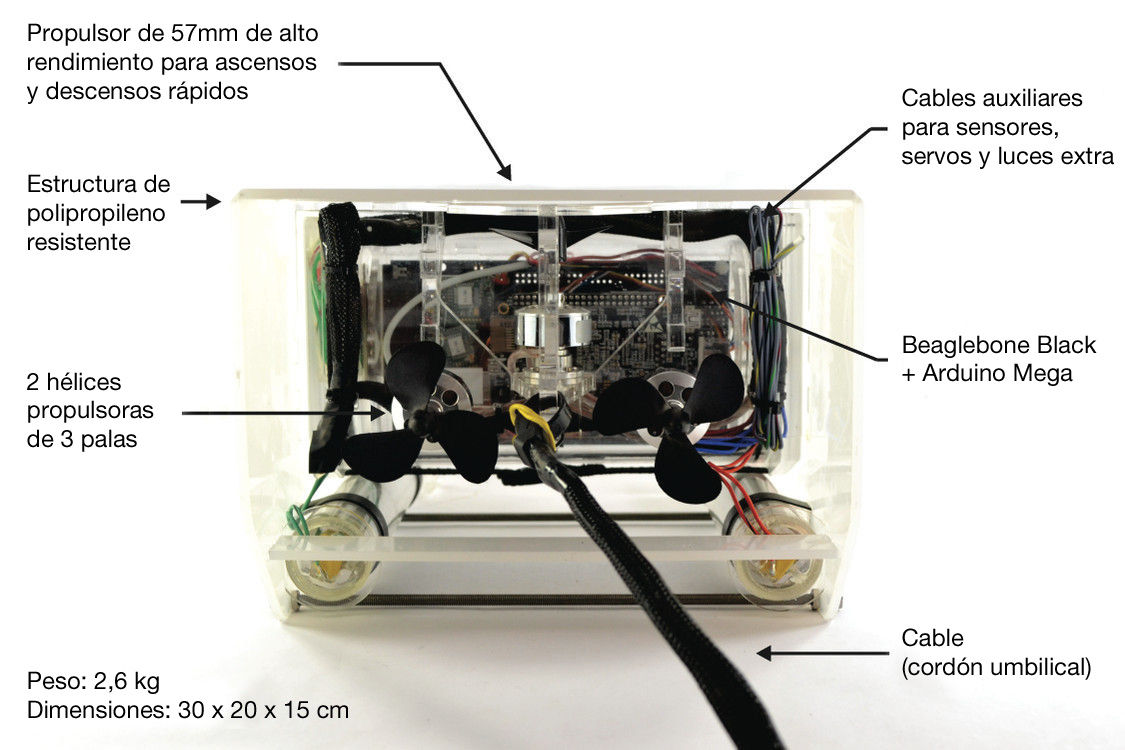 Propulsor de 57mm de alto
rendimiento para ascensos
y descensos rápidos
Cables auxiliares
para sensores,
servos y luces extra
Estructura de
polipropileno
resistente
Beaglebone Black
+ Arduino Mega
2 hélices
propulsoras
de 3 palas
Cable
(cordón umbilical)
Peso: 2,6 kg
Dimensiones: 30 x 20 x 15 cm